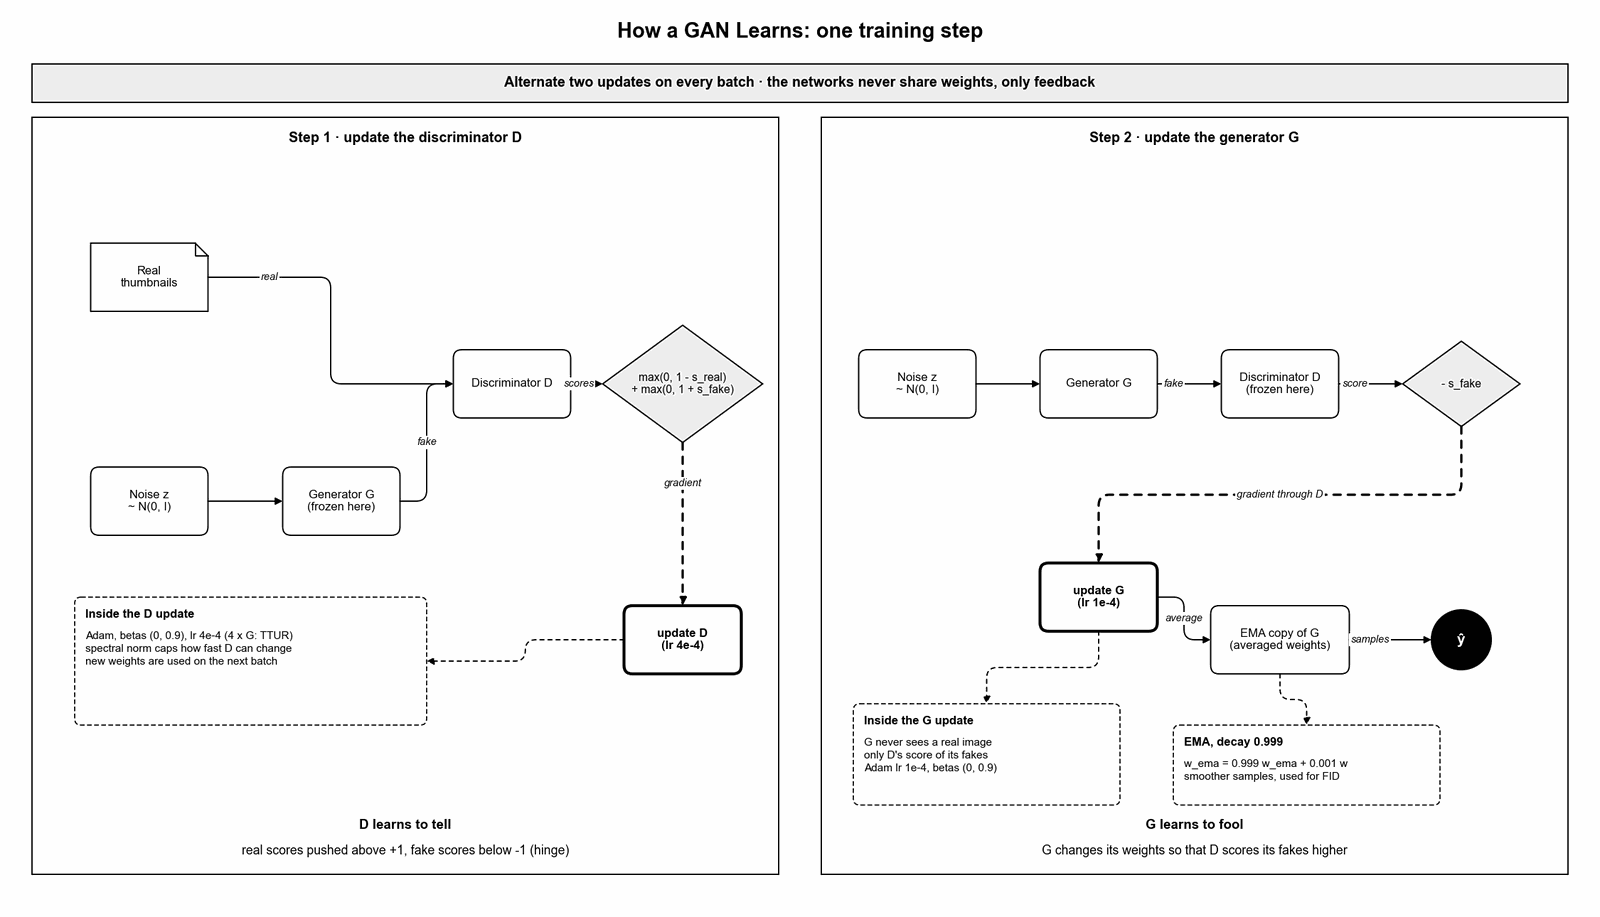 How a GAN Learns: one training step
Alternate two updates on every batch · the networks never share weights, only feedback
Step 1 · update the discriminator D
Real
thumbnails
real
Noise z
~ N(0, I)
Generator G
(frozen here)
fake
Discriminator D
scores
max(0, 1 - s_real)
+ max(0, 1 + s_fake)
gradient
update D
(lr 4e-4)
Inside the D update
Adam, betas (0, 0.9), lr 4e-4 (4 x G: TTUR)
spectral norm caps how fast D can change
new weights are used on the next batch
D learns to tell
real scores pushed above +1, fake scores below -1 (hinge)
Step 2 · update the generator G
Noise z
~ N(0, I)
Generator G
fake
Discriminator D
(frozen here)
score
- s_fake
gradient through D
update G
(lr 1e-4)
average
EMA copy of G
(averaged weights)
samples
ŷ
Inside the G update
G never sees a real image
only D's score of its fakes
Adam lr 1e-4, betas (0, 0.9)
EMA, decay 0.999
w_ema = 0.999 w_ema + 0.001 w
smoother samples, used for FID
G learns to fool
G changes its weights so that D scores its fakes higher